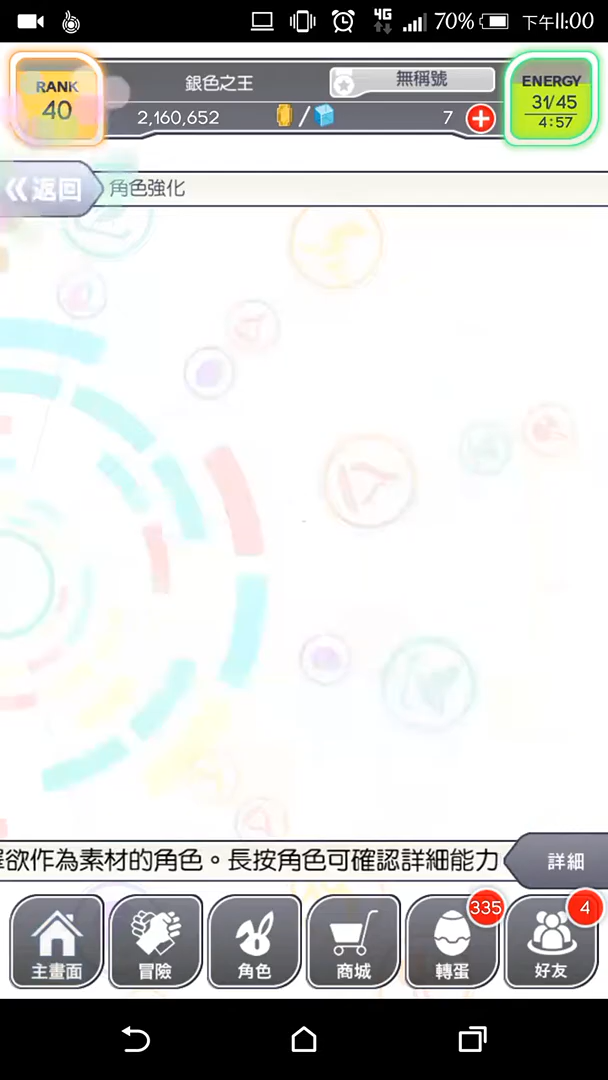 4G 70% 下午11:00
RANK
40
銀色之王
無稱號
2,160,652 / 7
ENERGY
31/45
4:57
返回
角色強化
欲作為素材的角色。長按角色可確認詳細能力
詳細
335
4
主畫面 冒險 角色 商城 轉蛋 好友